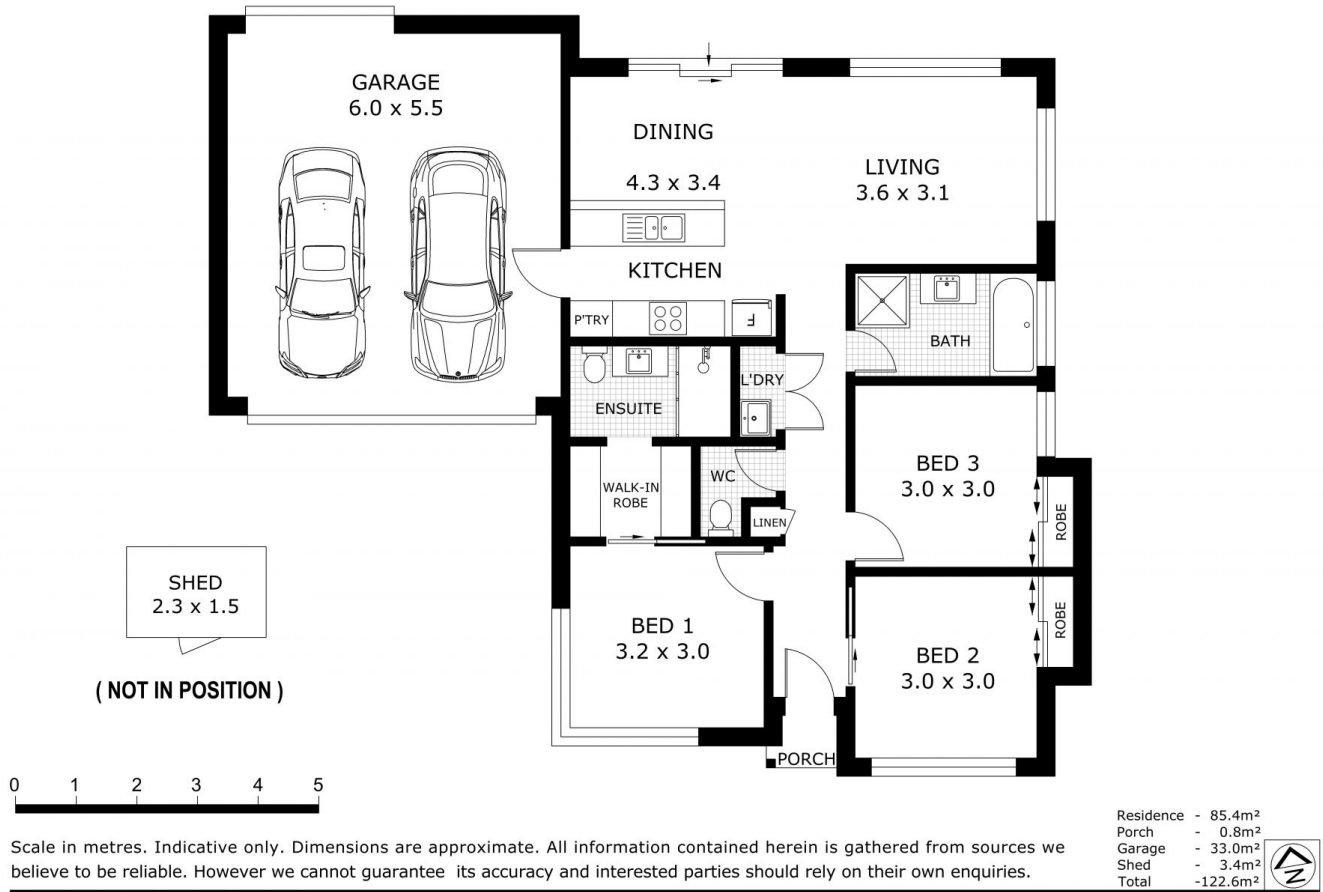 GARAGE
6.0 x 5.5
DINING
4.3 x 3.4
LIVING
3.6 x 3.1
KITCHEN
P'TRY
F
BATH
L'DRY
ENSUITE
WC
WALK-IN
ROBE
LINEN
BED 3
3.0 x 3.0
ROBE
SHED
2.3 x 1.5
( NOT IN POSITION )
BED 1
3.2 x 3.0
BED 2
3.0 x 3.0
ROBE
PORCH
0 1 2 3 4 5
Scale in metres. Indicative only. Dimensions are approximate. All information contained herein is gathered from sources we
believe to be reliable. However we cannot guarantee its accuracy and interested parties should rely on their own enquiries.
Residence - 85.4m²
Porch - 0.8m²
Garage - 33.0m²
Shed - 3.4m²
Total -122.6m²
N